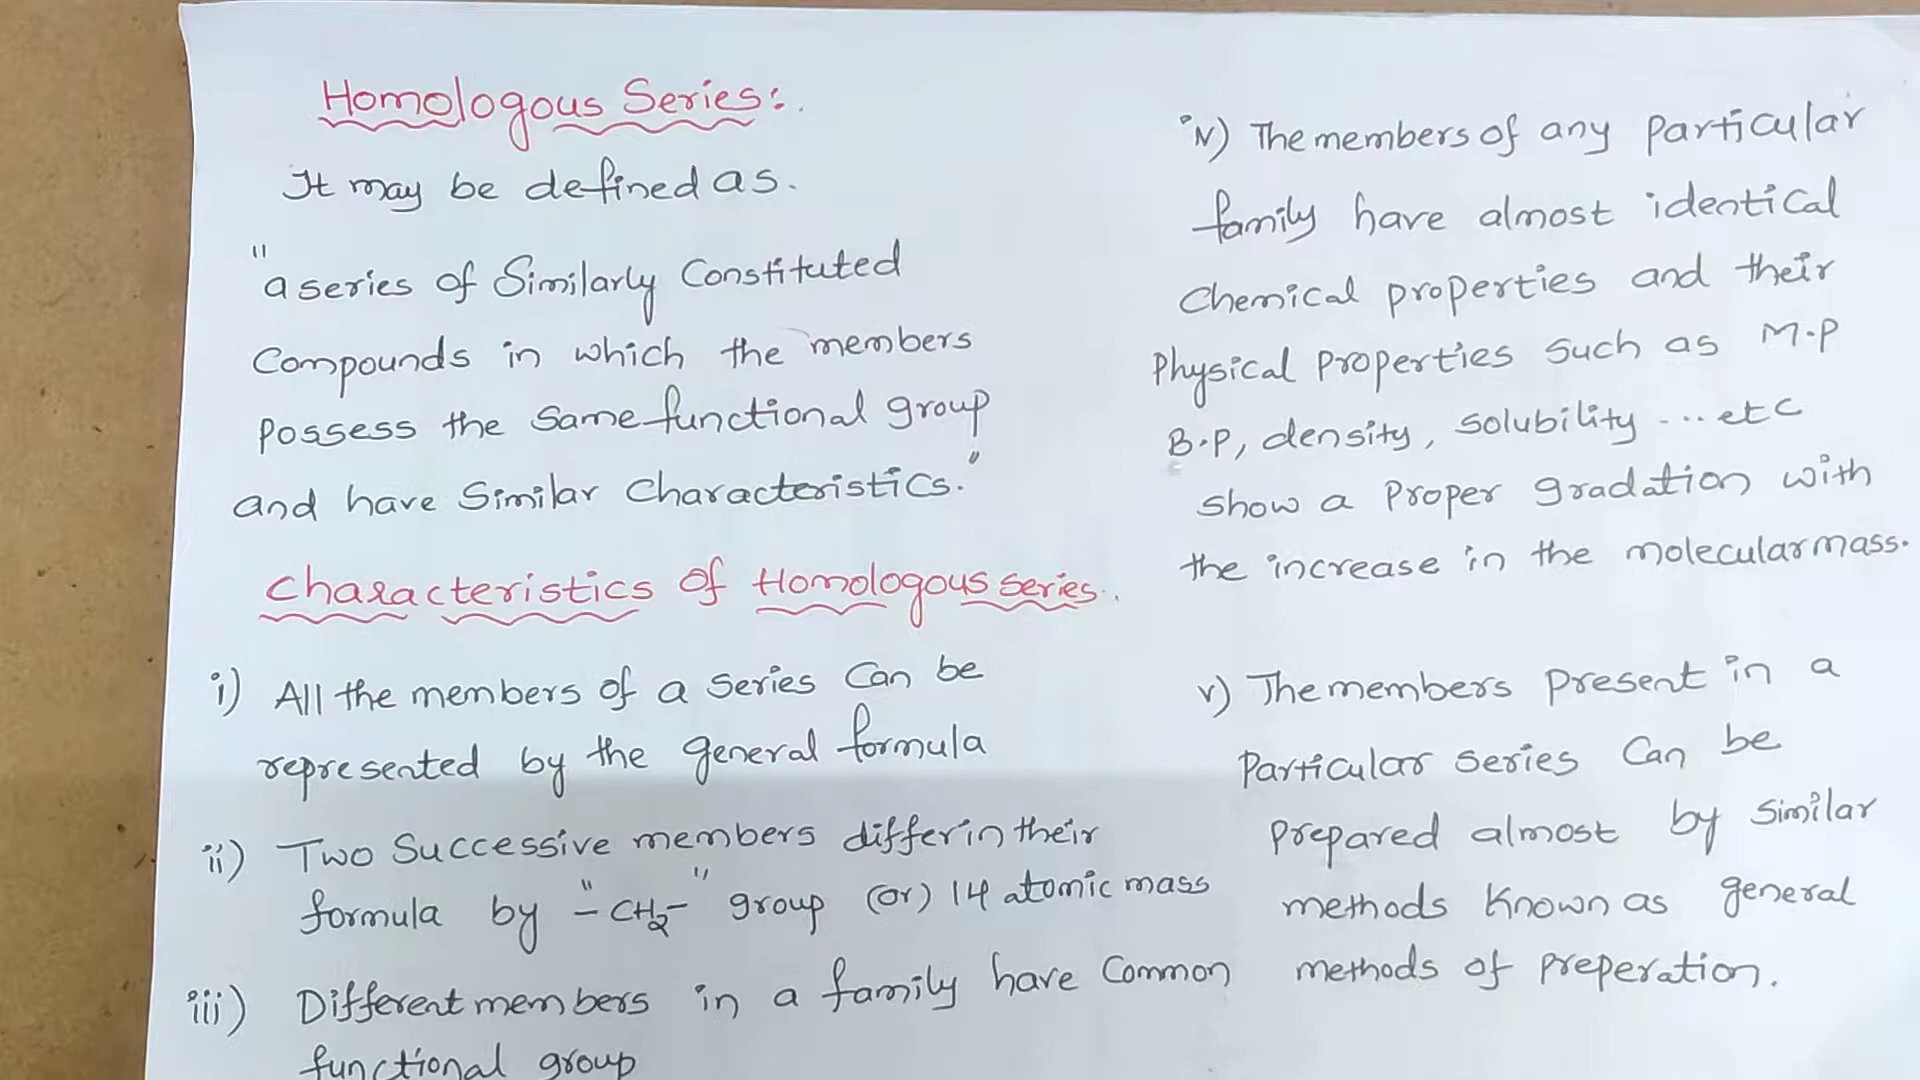 Homologous Series:
It may be defined as.
"a series of Similarly Constituted
Compounds in which the members
possess the same functional group
and have Similar Characteristics."
Characteristics of Homologous series.
i) All the members of a series Can be
represented by the general formula
ii) Two Successive members differ in their
formula by "-CH2-" group (or) 14 atomic mass
iii) Different members in a family have Common
functional group
iv) The members of any particular
family have almost identical
Chemical properties and their
Physical properties such as M.P
B.P, density, solubility ... etc
show a proper gradation with
the increase in the molecular mass.
v) The members present in a
Particular series Can be
prepared almost by similar
methods Known as general
methods of preperation.